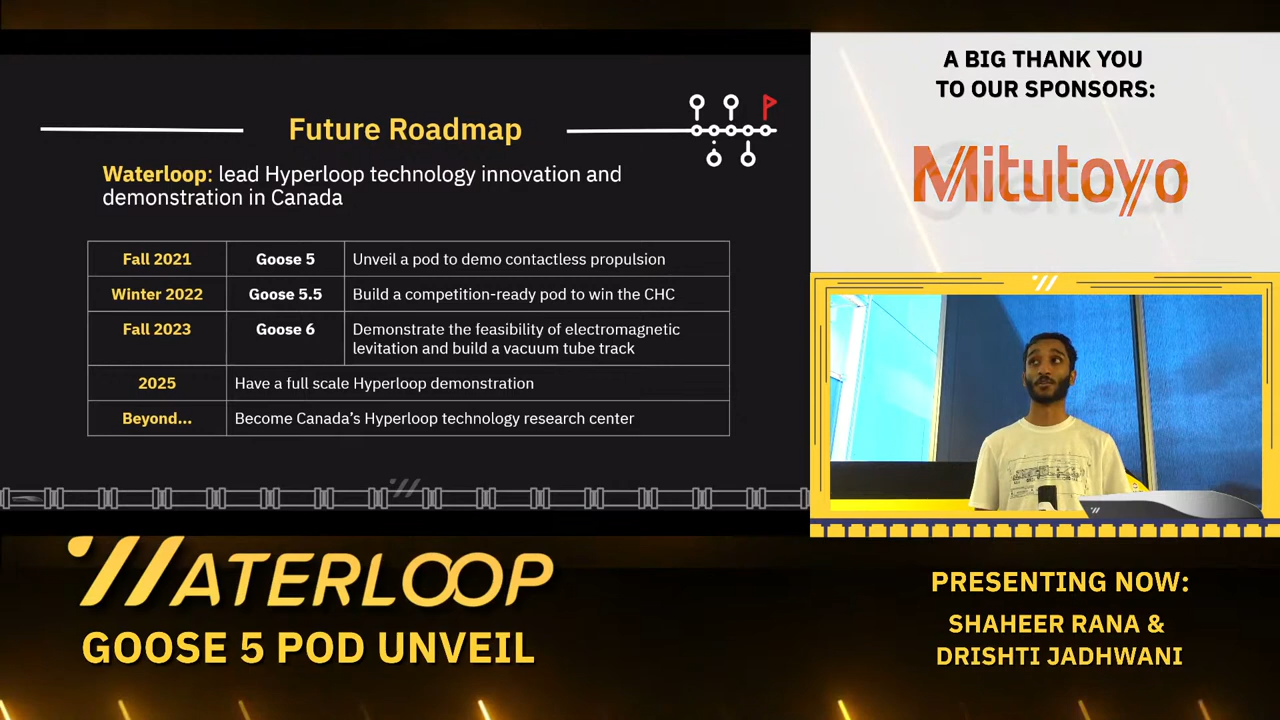 Future Roadmap
Waterloop: lead Hyperloop technology innovation and
demonstration in Canada
Fall 2021 Goose 5 Unveil a pod to demo contactless propulsion
Winter 2022 Goose 5.5 Build a competition-ready pod to win the CHC
Fall 2023 Goose 6 Demonstrate the feasibility of electromagnetic
levitation and build a vacuum tube track
2025 Have a full scale Hyperloop demonstration
Beyond... Become Canada's Hyperloop technology research center
WATERLOOP
GOOSE 5 POD UNVEIL
A BIG THANK YOU
TO OUR SPONSORS:
Mitutoyo
PRESENTING NOW:
SHAHEER RANA &
DRISHTI JADHWANI